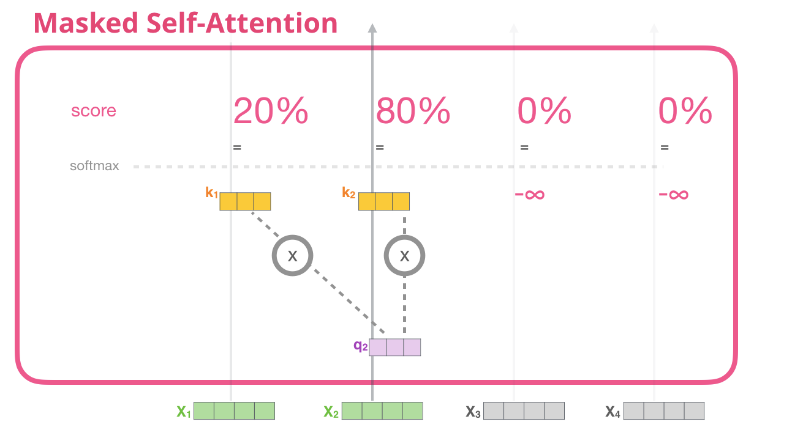 Masked Self-Attention
score 20% 80% 0% 0%
= = = =
softmax
k1 k2 -∞ -∞
x x
q2
X1 X2 X3 X4